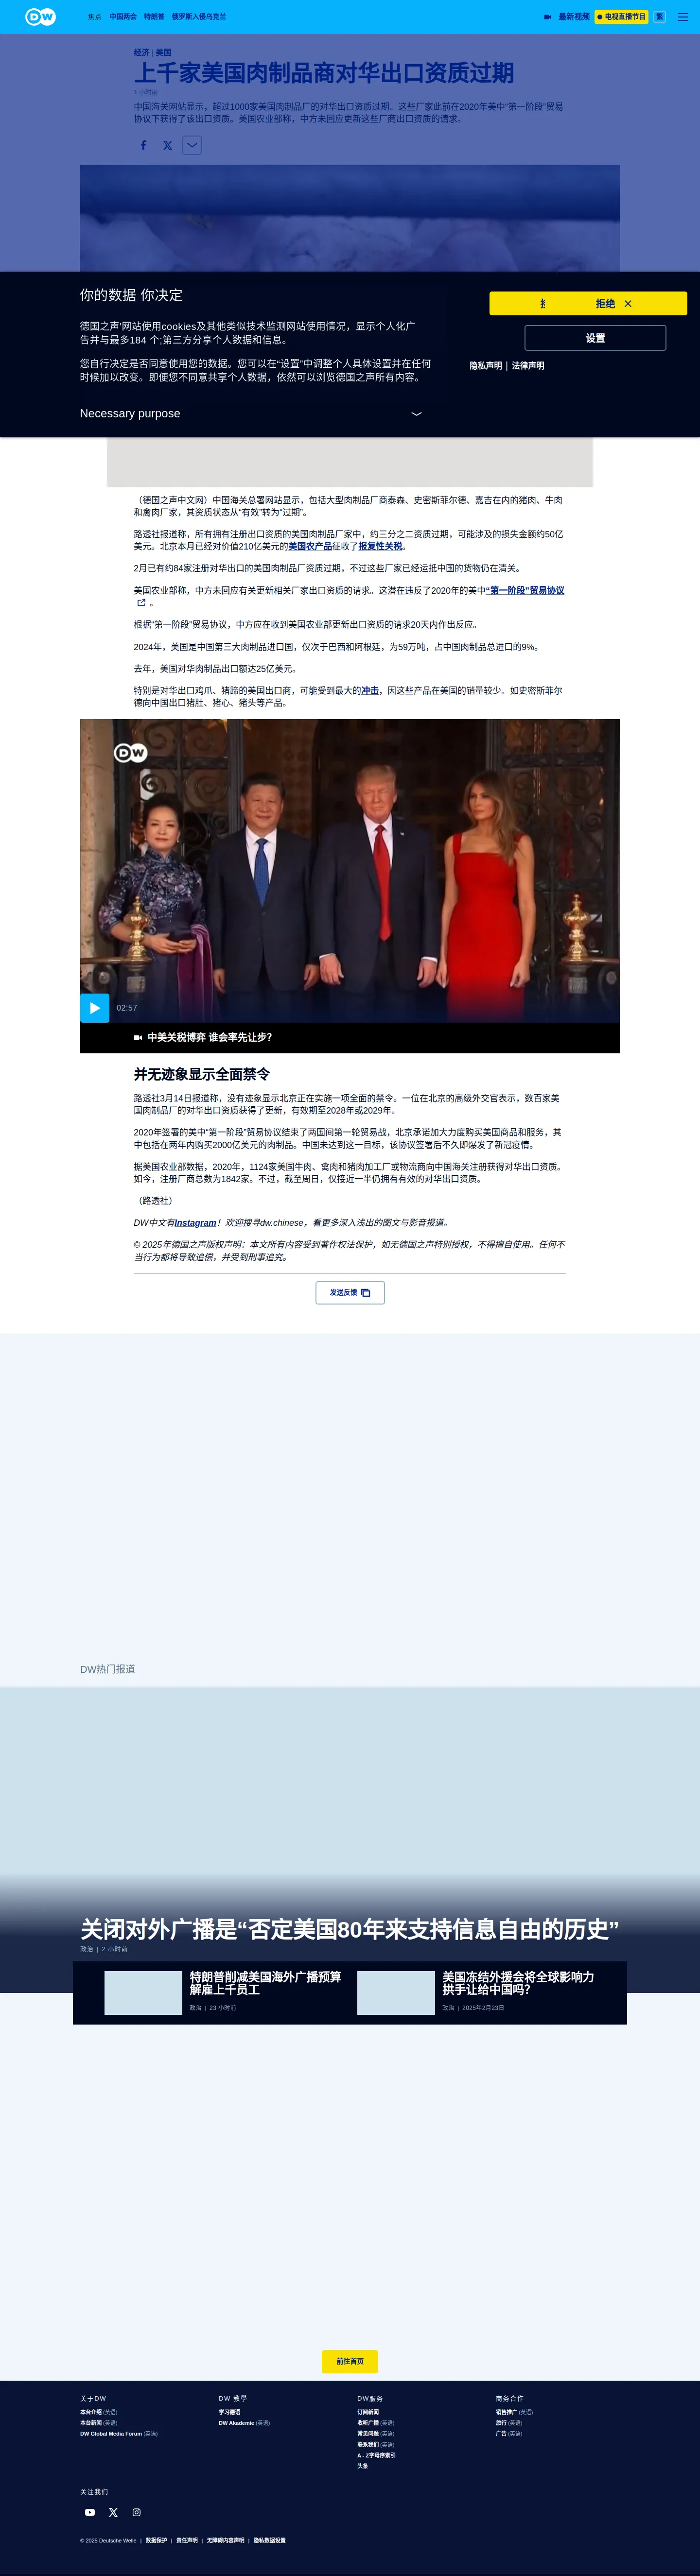 DW
焦点
中国两会
特朗普
俄罗斯入侵乌克兰
最新视频
电视直播节目
繁
经济 | 美国
上千家美国肉制品商对华出口资质过期
1 小时前
中国海关网站显示，超过1000家美国肉制品厂的对华出口资质过期。这些厂家此前在2020年美中“第一阶段”贸易
协议下获得了该出口资质。美国农业部称，中方未回应更新这些厂商出口资质的请求。
你的数据 你决定
德国之声'网站使用cookies及其他类似技术监测网站使用情况，显示个人化广
告并与最多184 个;第三方分享个人数据和信息。
您自行决定是否同意使用您的数据。您可以在“设置”中调整个人具体设置并在任何
时候加以改变。即便您不同意共享个人数据，依然可以浏览德国之声所有内容。
Necessary purpose
拒绝
设置
隐私声明 | 法律声明
（德国之声中文网）中国海关总署网站显示，包括大型肉制品厂商泰森、史密斯菲尔德、嘉吉在内的猪肉、牛肉
和禽肉厂家，其资质状态从“有效”转为“过期”。
路透社报道称，所有拥有注册出口资质的美国肉制品厂家中，约三分之二资质过期，可能涉及的损失金额约50亿
美元。北京本月已经对价值210亿美元的美国农产品征收了报复性关税。
2月已有约84家注册对华出口的美国肉制品厂资质过期，不过这些厂家已经运抵中国的货物仍在清关。
美国农业部称，中方未回应有关更新相关厂家出口资质的请求。这潜在违反了2020年的美中“第一阶段”贸易协议
。
根据“第一阶段”贸易协议，中方应在收到美国农业部更新出口资质的请求20天内作出反应。
2024年，美国是中国第三大肉制品进口国，仅次于巴西和阿根廷，为59万吨，占中国肉制品总进口的9%。
去年，美国对华肉制品出口额达25亿美元。
特别是对华出口鸡爪、猪蹄的美国出口商，可能受到最大的冲击，因这些产品在美国的销量较少。如史密斯菲尔
德向中国出口猪肚、猪心、猪头等产品。
DW
02:57
中美关税博弈 谁会率先让步？
并无迹象显示全面禁令
路透社3月14日报道称，没有迹象显示北京正在实施一项全面的禁令。一位在北京的高级外交官表示，数百家美
国肉制品厂的对华出口资质获得了更新，有效期至2028年或2029年。
2020年签署的美中“第一阶段”贸易协议结束了两国间第一轮贸易战，北京承诺加大力度购买美国商品和服务，其
中包括在两年内购买2000亿美元的肉制品。中国未达到这一目标，该协议签署后不久即爆发了新冠疫情。
据美国农业部数据，2020年，1124家美国牛肉、禽肉和猪肉加工厂或物流商向中国海关注册获得对华出口资质。
如今，注册厂商总数为1842家。不过，截至周日，仅接近一半仍拥有有效的对华出口资质。
（路透社）
DW中文有Instagram！欢迎搜寻dw.chinese，看更多深入浅出的图文与影音报道。
© 2025年德国之声版权声明：本文所有内容受到著作权法保护，如无德国之声特别授权，不得擅自使用。任何不
当行为都将导致追偿，并受到刑事追究。
发送反馈
DW热门报道
关闭对外广播是“否定美国80年来支持信息自由的历史”
政治 | 2 小时前
特朗普削减美国海外广播预算
解雇上千员工
政治 | 23 小时前
美国冻结外援会将全球影响力
拱手让给中国吗？
政治 | 2025年2月23日
前往首页
关于DW
本台介绍 (英语)
本台新闻 (英语)
DW Global Media Forum (英语)
DW 教學
学习德语
DW Akademie (英语)
DW服务
订阅新闻
收听广播 (英语)
常见问题 (英语)
联系我们 (英语)
A - Z字母序索引
头条
商务合作
销售推广 (英语)
旅行 (英语)
广告 (英语)
关注我们
© 2025 Deutsche Welle | 数据保护 | 责任声明 | 无障碍内容声明 | 隐私数据设置